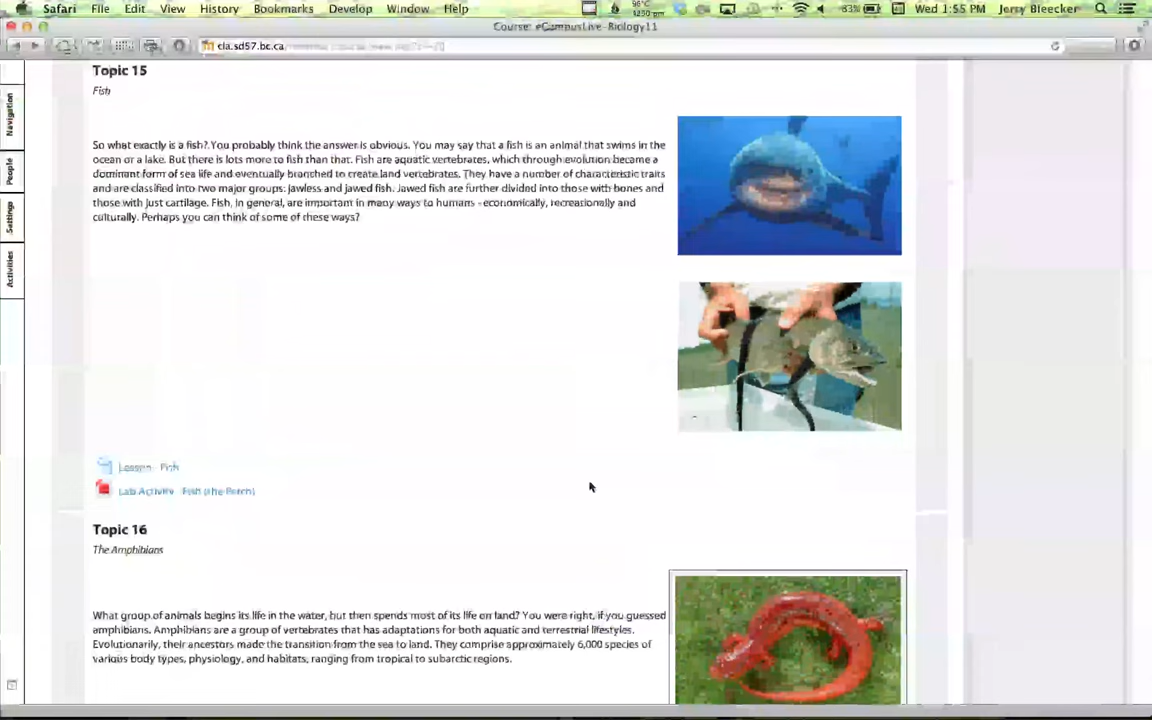 Safari File Edit View History Bookmarks Develop Window Help 96°C 83% Wed 1:55 PM Jerry Bleecker
Course: eCampusLive-Biology11
cla.sd57.bc.ca
Navigation
People
Settings
Activities
Topic 15
Fish
So what exactly is a fish? You probably think the answer is obvious. You may say that a fish is an animal that swims in the
ocean or a lake. But there is lots more to fish than that. Fish are aquatic vertebrates, which through evolution became a
dominant form of sea life and eventually branched to create land vertebrates. They have a number of characteristic traits
and are classified into two major groups: jawless and jawed fish. Jawed fish are further divided into those with bones and
those with just cartilage. Fish, in general, are important in many ways to humans - economically, recreationally and
culturally. Perhaps you can think of some of these ways?
Lesson - Fish
Lab Activity - Fish (the Perch)
Topic 16
The Amphibians
What group of animals begins its life in the water, but then spends most of its life on land? You were right, if you guessed
amphibians. Amphibians are a group of vertebrates that has adaptations for both aquatic and terrestrial lifestyles.
Evolutionarily, their ancestors made the transition from the sea to land. They comprise approximately 6,000 species of
various body types, physiology, and habitats, ranging from tropical to subarctic regions.